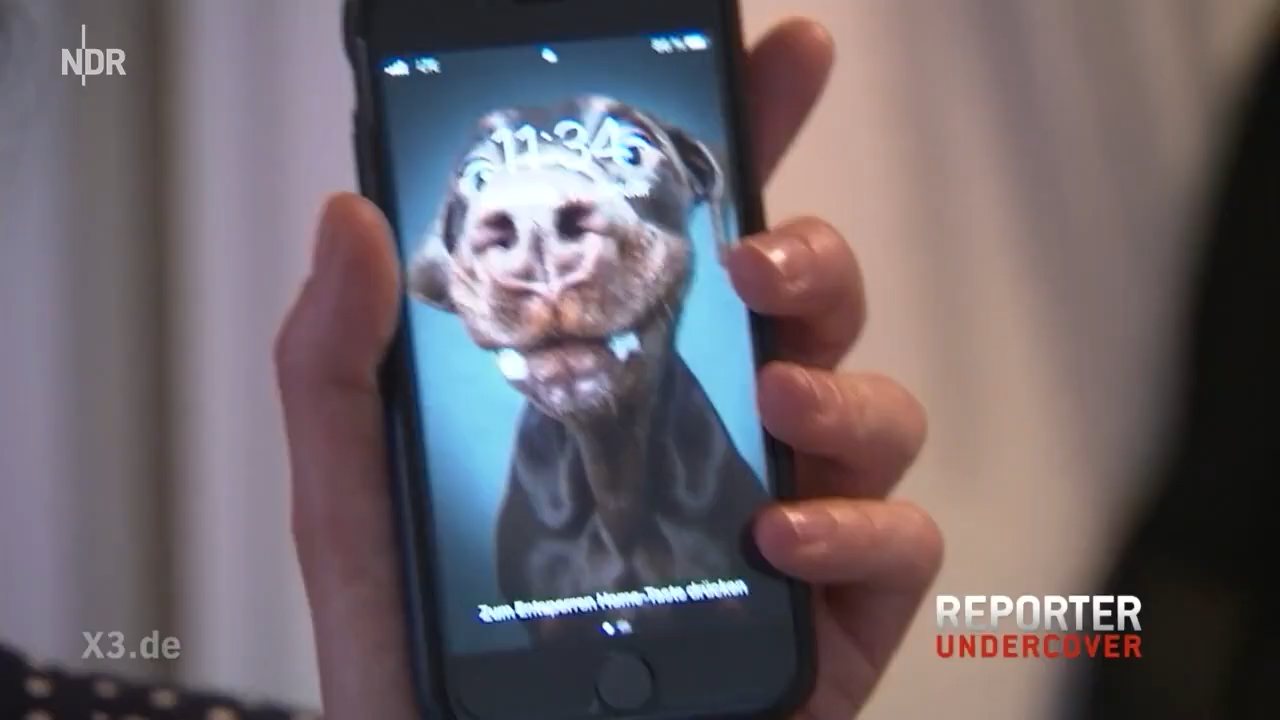 NDR
11:34
Zum Entsperren Home-Taste drücken
X3.de
REPORTER
UNDERCOVER